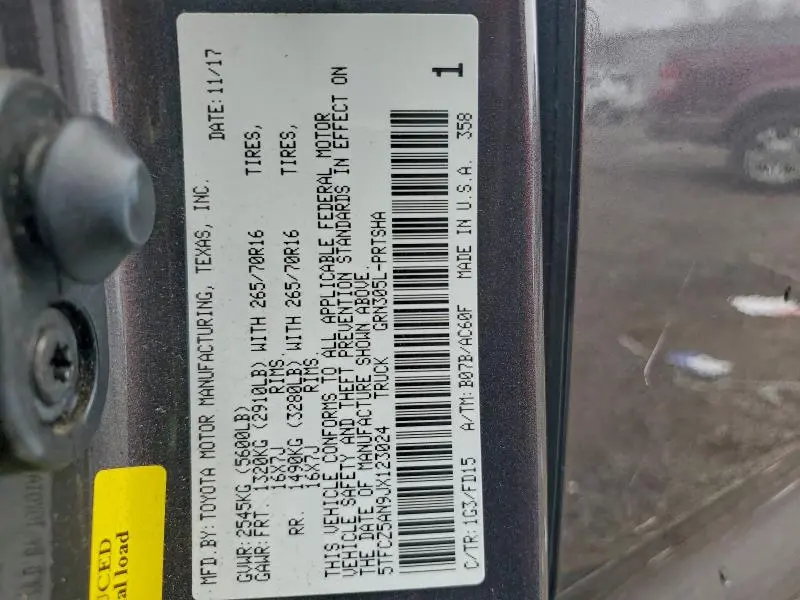 MFD.BY:TOYOTA MOTOR MANUFACTURING, TEXAS, INC. DATE:11/17
GVWR:2545KG (5600LB)
GAWR:FRT. 1320KG (2910LB) WITH 265/70R16 TIRES,
16X7J RIMS.
RR. 1490KG (3280LB) WITH 265/70R16 TIRES,
16X7J RIMS.
THIS VEHICLE CONFORMS TO ALL APPLICABLE FEDERAL MOTOR
VEHICLE SAFETY AND THEFT PREVENTION STANDARDS IN EFFECT ON
THE DATE OF MANUFACTURE SHOWN ABOVE.
5TFCZ5AN9JX123024 TRUCK GRN305L-PRTSHA
C/TR:1G3/FD15 A/TM:B07B/AC60F MADE IN U.S.A. 358
1
UCED
al load